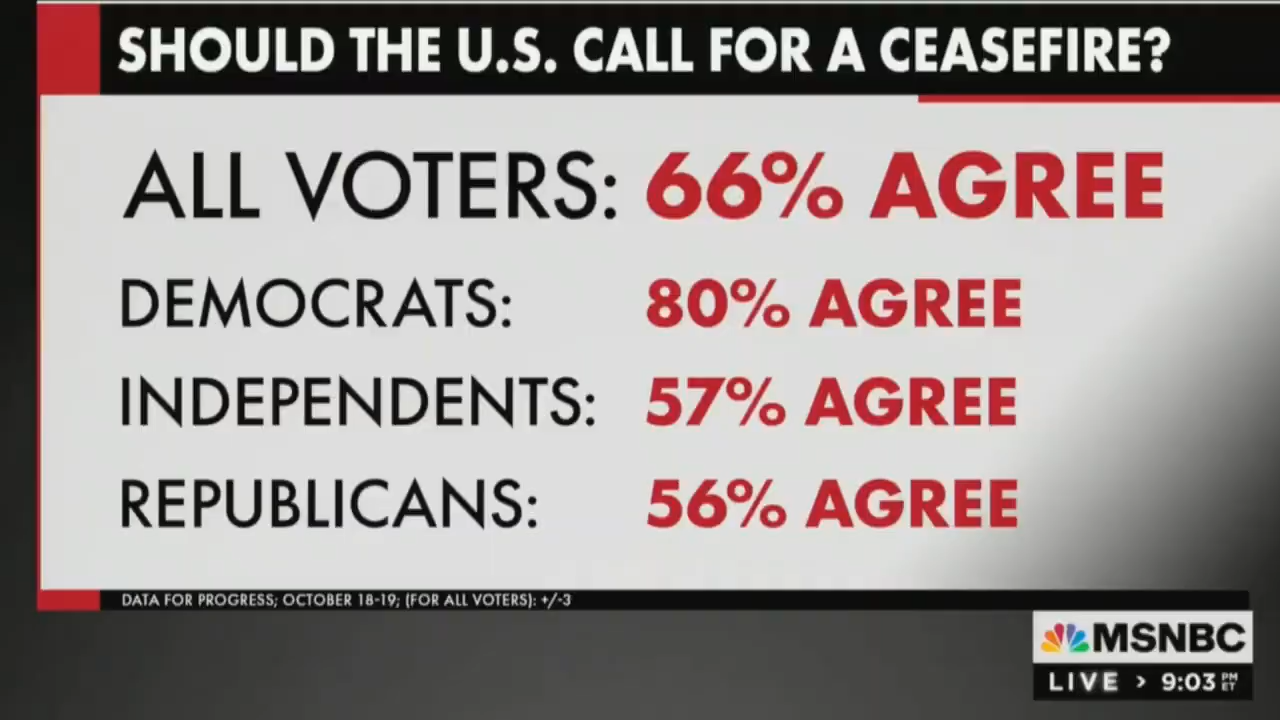 SHOULD THE U.S. CALL FOR A CEASEFIRE?
ALL VOTERS: 66% AGREE
DEMOCRATS: 80% AGREE
INDEPENDENTS: 57% AGREE
REPUBLICANS: 56% AGREE
DATA FOR PROGRESS; OCTOBER 18-19; (FOR ALL VOTERS): +/-3
MSNBC
LIVE > 9:03 PM ET